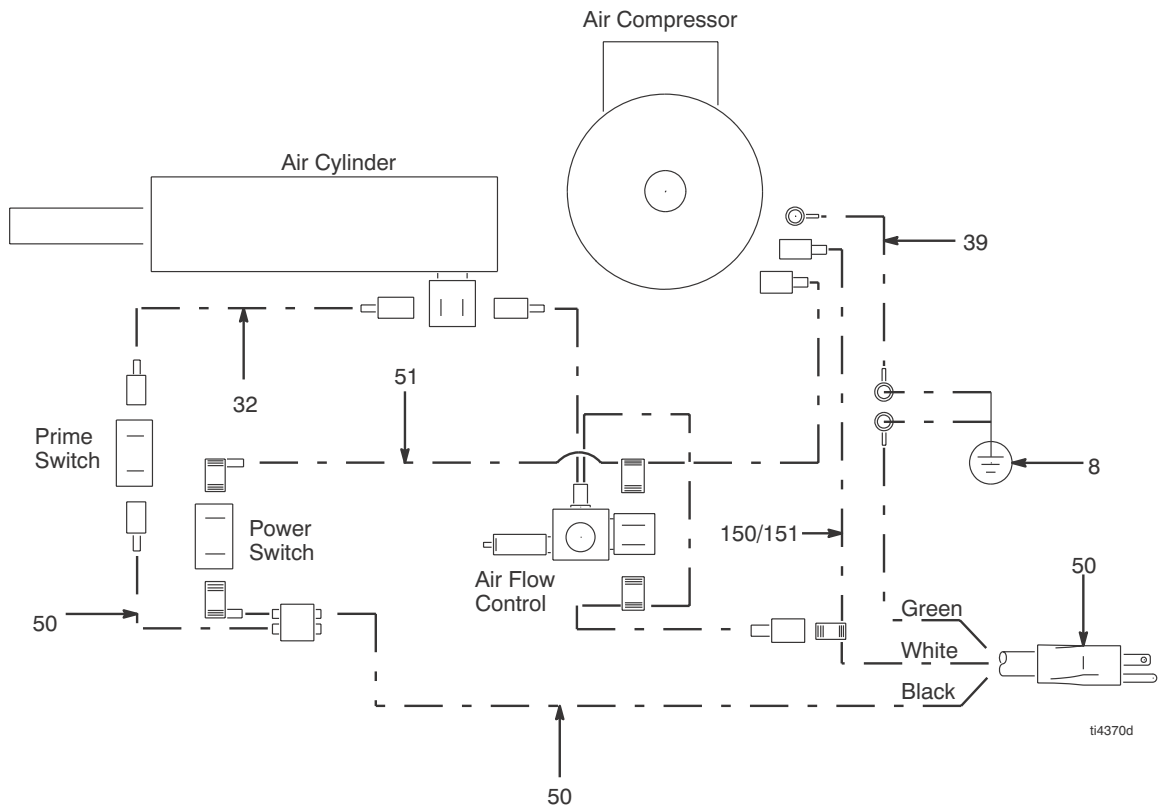 Air Compressor
Air Cylinder
39
32
51
Prime
Switch
8
Power
Switch
150/151
Air Flow
Control
50
50
Green
White
Black
ti4370d
50